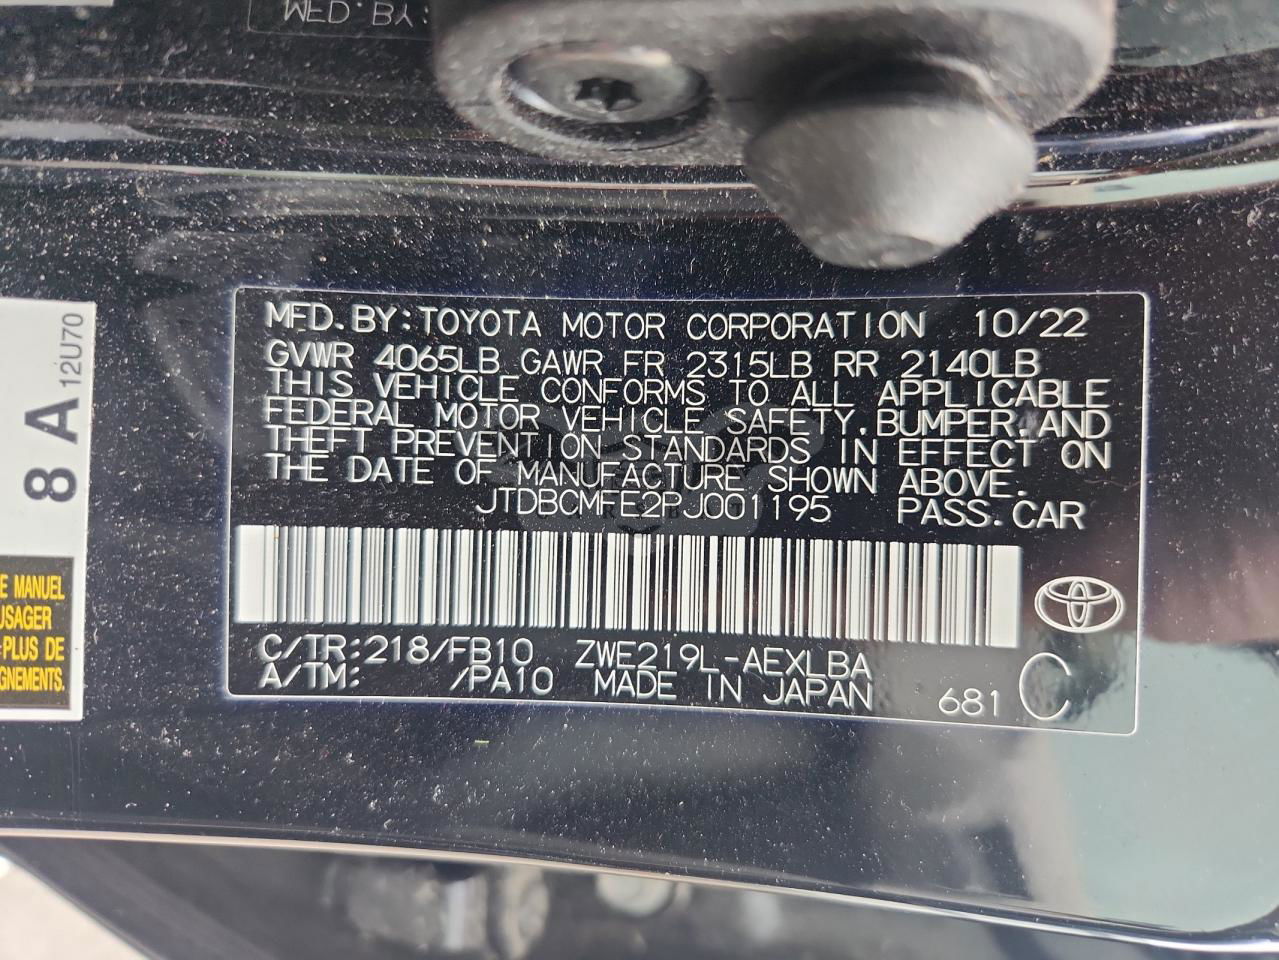 MFD. BY:
MFD. BY: TOYOTA MOTOR CORPORATION 10/22
GVWR 4065LB GAWR FR 2315LB RR 2140LB
THIS VEHICLE CONFORMS TO ALL APPLICABLE
FEDERAL MOTOR VEHICLE SAFETY, BUMPER, AND
THEFT PREVENTION STANDARDS IN EFFECT ON
THE DATE OF MANUFACTURE SHOWN ABOVE.
JTDBCMFE2PJ001195 PASS. CAR
C/TR: 218/FB10 ZWE219L-AEXLBA
A/TM: /PA10 MADE IN JAPAN
681 C
8 A 12U70
E MANUEL
USAGER
PLUS DE
GNEMENTS.